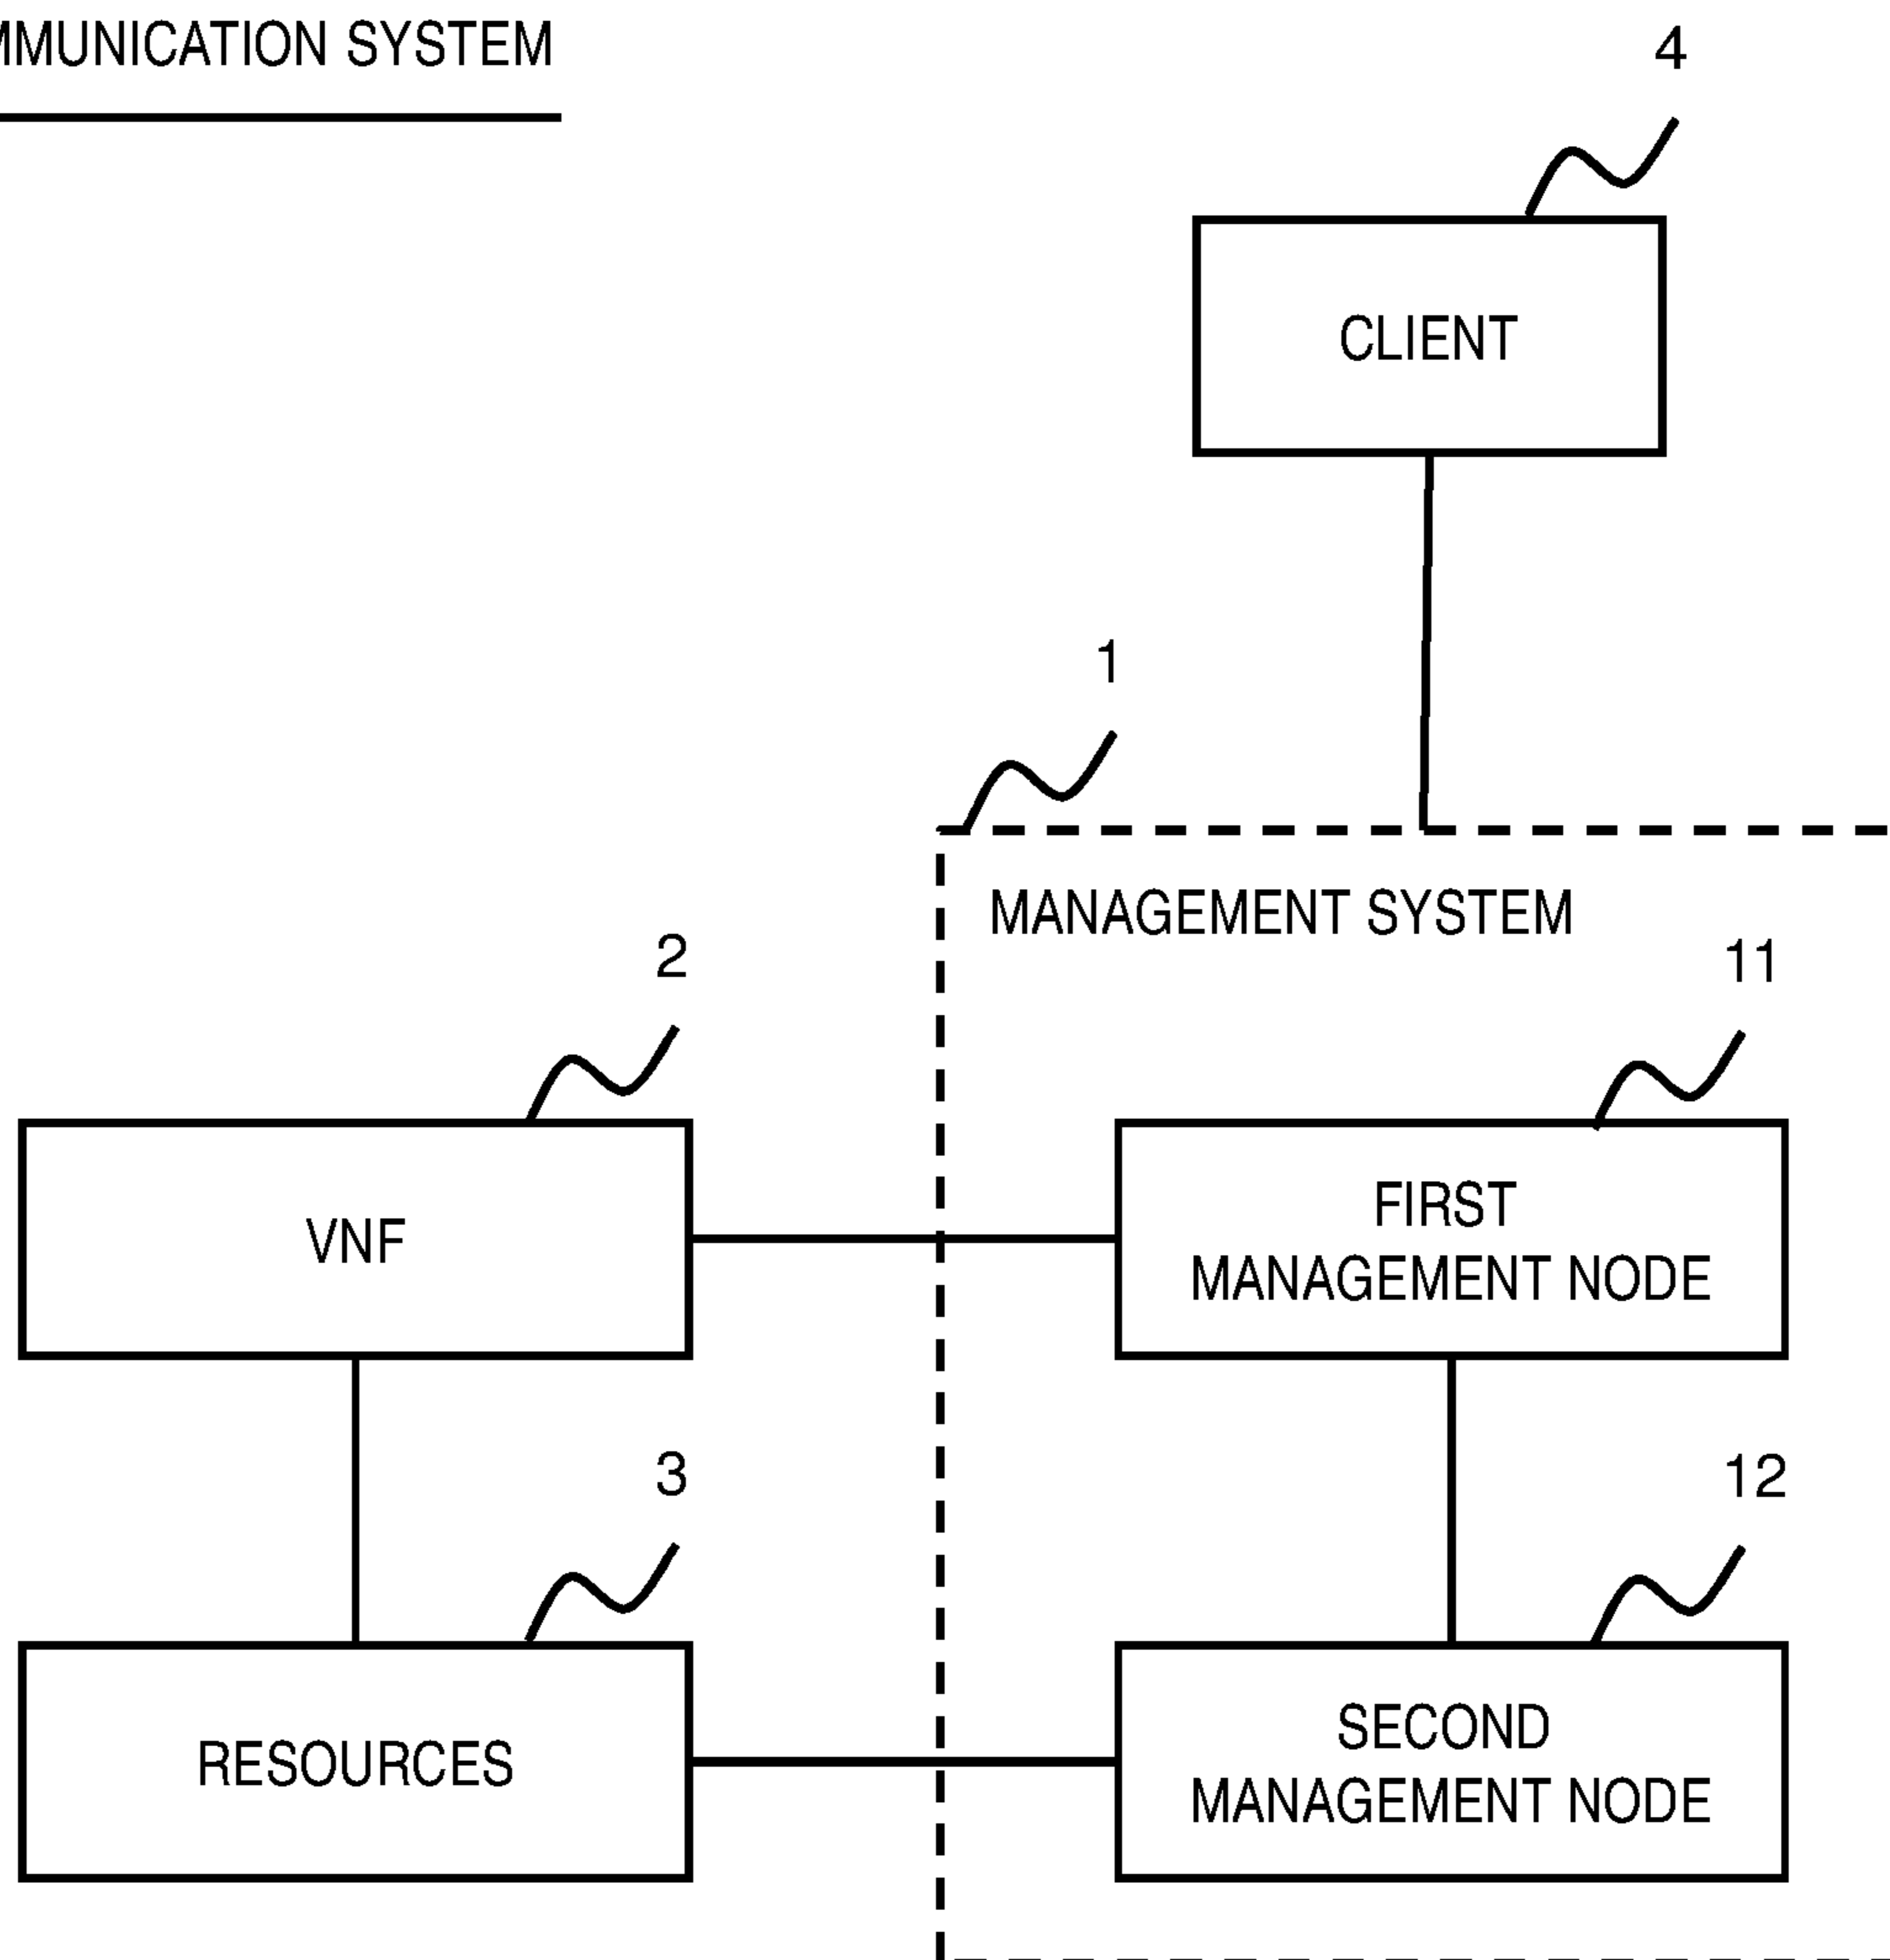 MMUNICATION SYSTEM
4
CLIENT
1
MANAGEMENT SYSTEM
2
11
VNF
FIRST
MANAGEMENT NODE
3
12
RESOURCES
SECOND
MANAGEMENT NODE